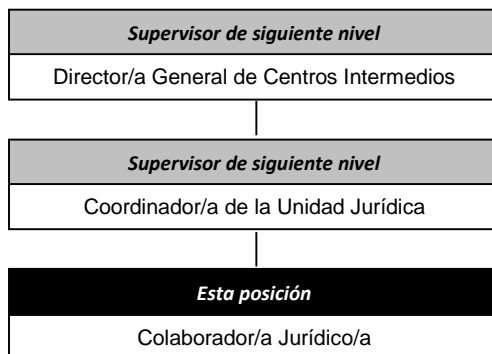 Supervisor de siguiente nivel
Director/a General de Centros Intermedios
Supervisor de siguiente nivel
Coordinador/a de la Unidad Jurídica
Esta posición
Colaborador/a Jurídico/a